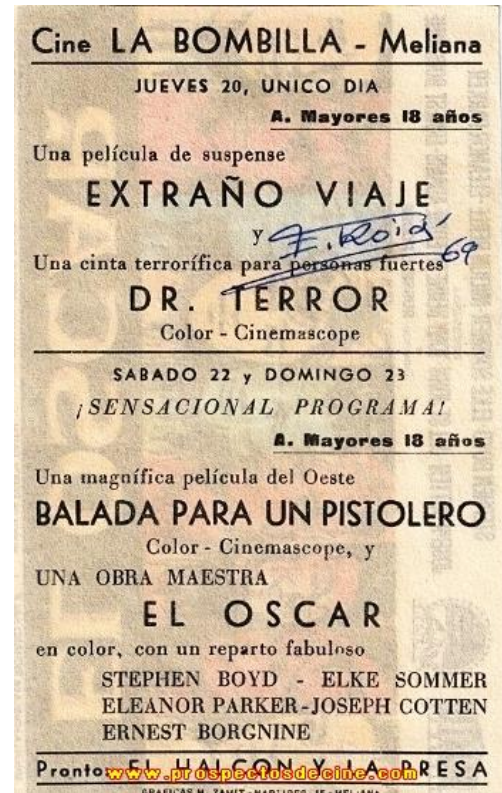 Cine LA BOMBILLA - Meliana
JUEVES 20, UNICO DIA
A. Mayores 18 años
Una película de suspense
EXTRAÑO VIAJE
y
69
Una cinta terrorífica para personas fuertes
DR. TERROR
Color - Cinemascope
SABADO 22 y DOMINGO 23
¡SENSACIONAL PROGRAMA!
A. Mayores 18 años
Una magnífica película del Oeste
BALADA PARA UN PISTOLERO
Color - Cinemascope, y
UNA OBRA MAESTRA
EL OSCAR
en color, con un reparto fabuloso
STEPHEN BOYD - ELKE SOMMER
ELEANOR PARKER-JOSEPH COTTEN
ERNEST BORGNINE
Pronto: EL HALCON Y LA PRESA
www.prospectosdecine.com